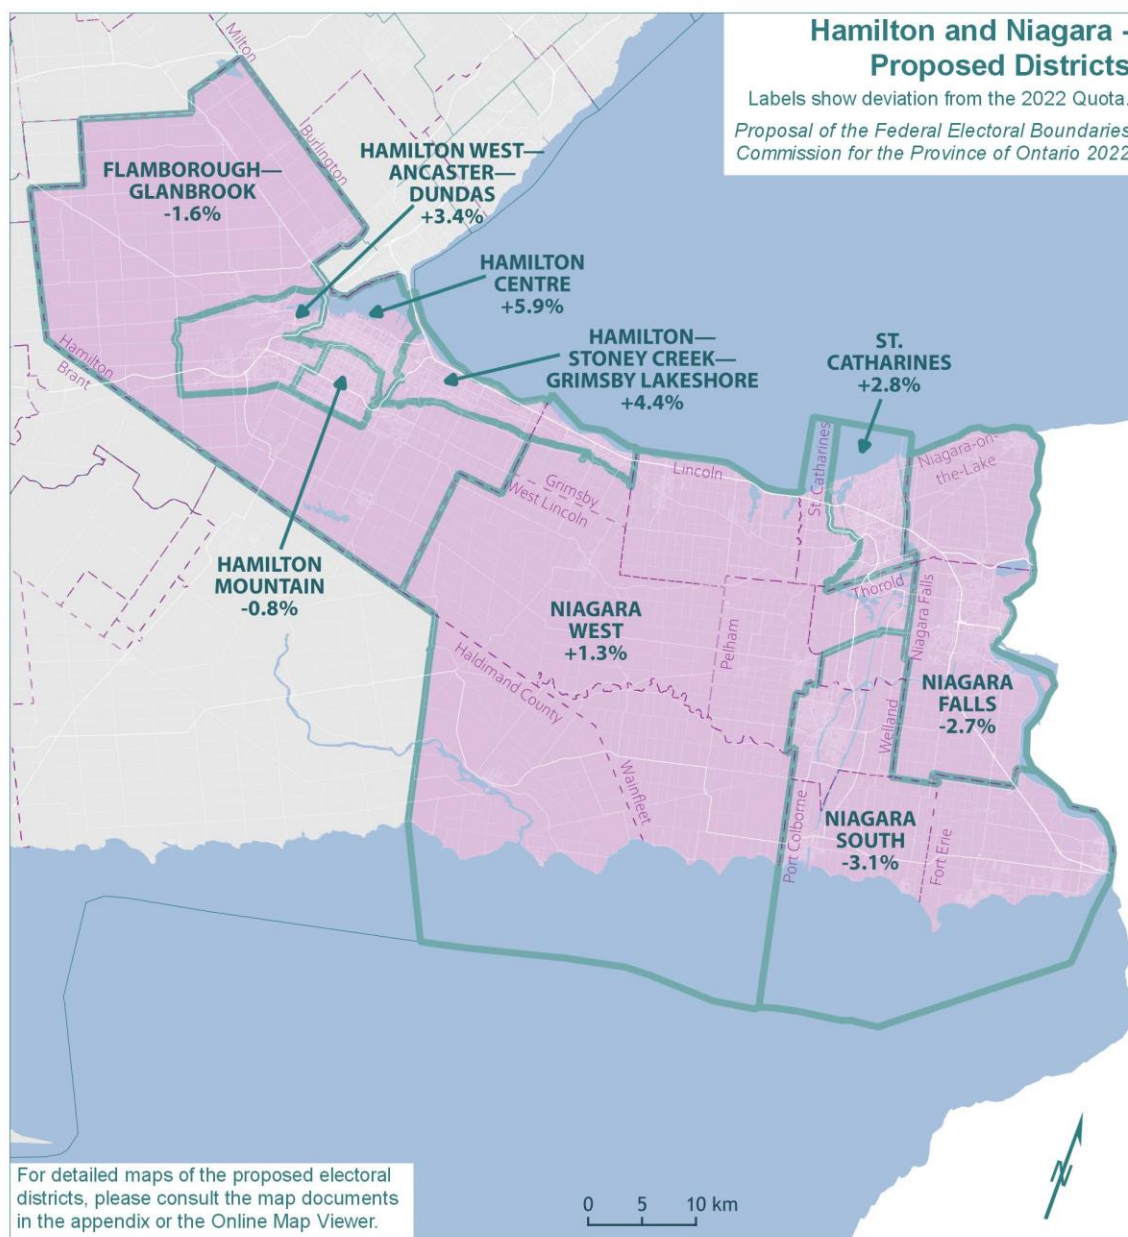 Hamilton and Niagara -
Proposed Districts
Labels show deviation from the 2022 Quota.
Proposal of the Federal Electoral Boundaries
Commission for the Province of Ontario 2022
Milton
Burlington
FLAMBOROUGH—
GLANBROOK
-1.6%
HAMILTON WEST—
ANCASTER—
DUNDAS
+3.4%
HAMILTON
CENTRE
+5.9%
HAMILTON—
STONEY CREEK—
GRIMSBY LAKESHORE
+4.4%
ST.
CATHARINES
+2.8%
Hamilton
Brant
Lincoln
St. Catharines
Niagara-on-
the-Lake
Grimsby
West Lincoln
HAMILTON
MOUNTAIN
-0.8%
Thorold
Niagara Falls
NIAGARA
WEST
+1.3%
Pelham
Haldimand County
Wainfleet
Welland
NIAGARA
FALLS
-2.7%
Port Colborne
NIAGARA
SOUTH
-3.1%
Fort Erie
For detailed maps of the proposed electoral
districts, please consult the map documents
in the appendix or the Online Map Viewer.
0 5 10 km
N